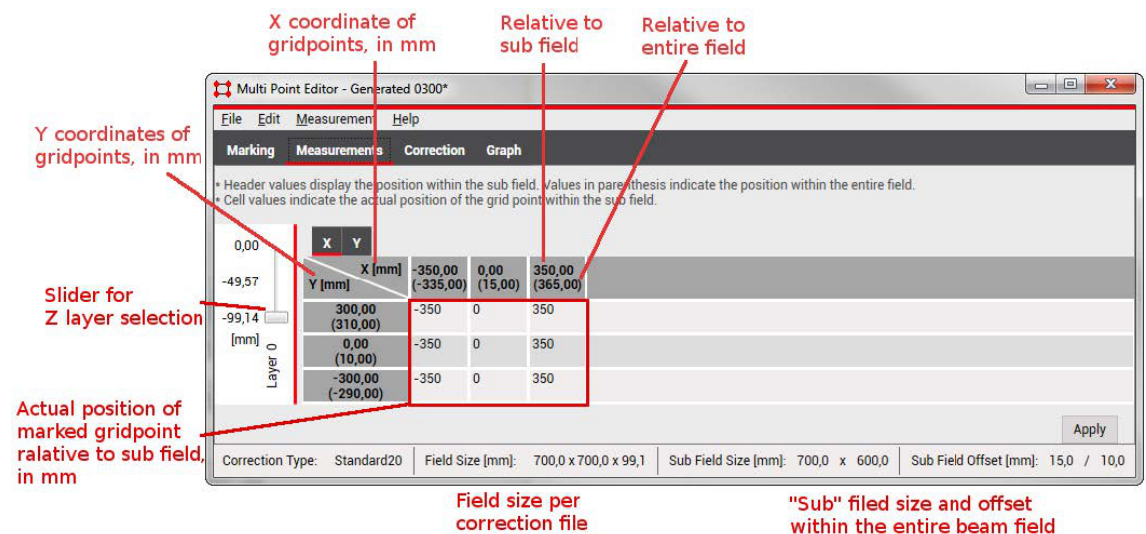 X coordinate of
gridpoints, in mm
Relative to
sub field
Relative to
entire field
Y coordinates of
gridpoints, in mm
Multi Point Editor - Generated 0300*
File Edit Measurement Help
Marking Measurements Correction Graph
* Header values display the position within the sub field. Values in parenthesis indicate the position within the entire field.
* Cell values indicate the actual position of the grid point within the sub field.
0,00
-49,57
-99,14
[mm]
Layer 0
Slider for
Z layer selection
X Y
X [mm] -350,00 0,00 350,00
Y [mm] (-335,00) (15,00) (365,00)
300,00 -350 0 350
(310,00)
0,00 -350 0 350
(10,00)
-300,00 -350 0 350
(-290,00)
Actual position of
marked gridpoint
ralative to sub field,
in mm
Apply
Correction Type: Standard20 Field Size [mm]: 700,0 x 700,0 x 99,1 Sub Field Size [mm]: 700,0 x 600,0 Sub Field Offset [mm]: 15,0 / 10,0
Field size per
correction file
"Sub" filed size and offset
within the entire beam field